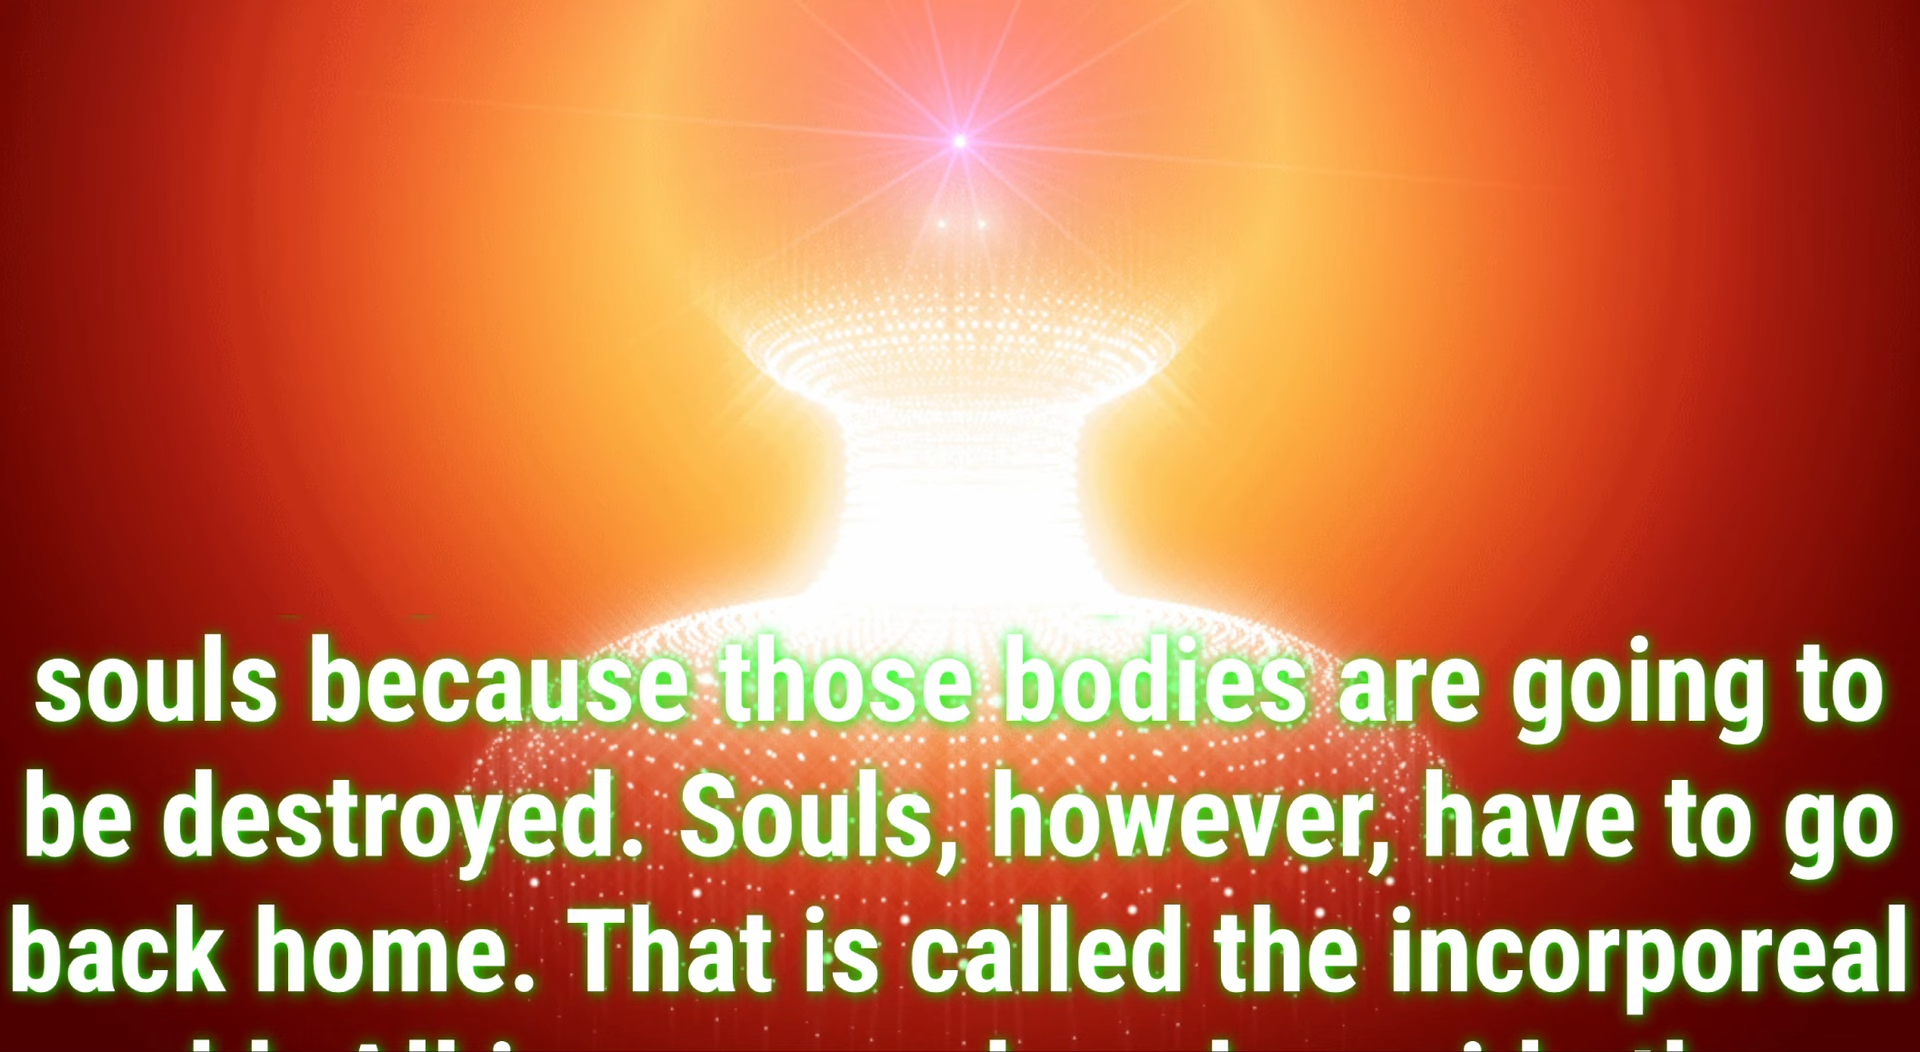 souls because those bodies are going to
be destroyed. Souls, however, have to go
back home. That is called the incorporeal